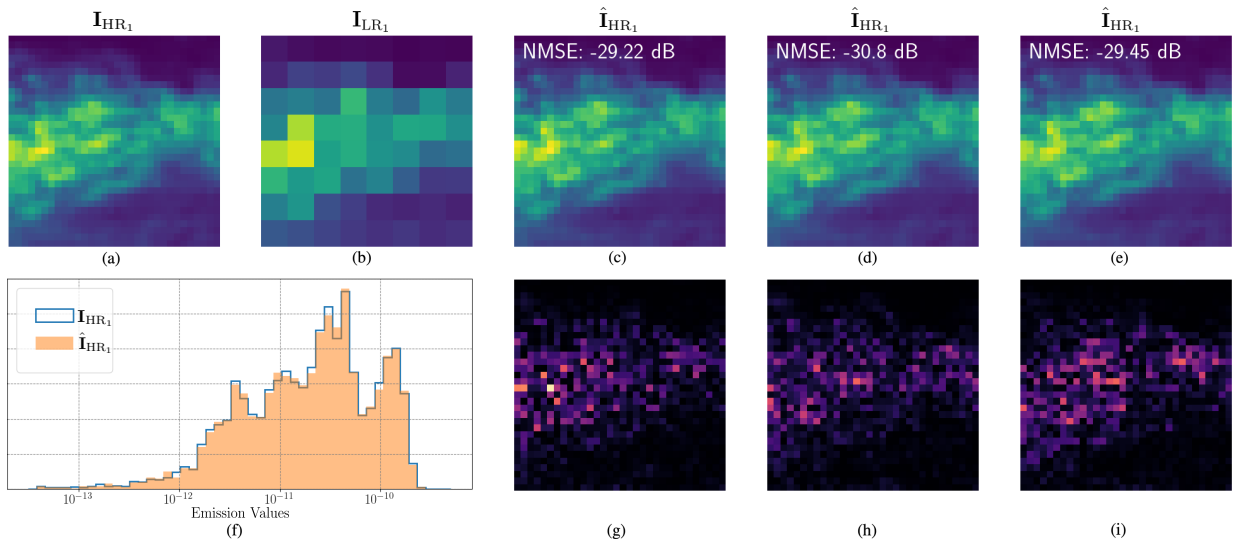 I_HR₁ I_LR₁ Î_HR₁ Î_HR₁ Î_HR₁
NMSE: -29.22 dB NMSE: -30.8 dB NMSE: -29.45 dB
(a) (b) (c) (d) (e)
I_HR₁
Î_HR₁
10⁻¹³ 10⁻¹² 10⁻¹¹ 10⁻¹⁰
Emission Values
(f) (g) (h) (i)